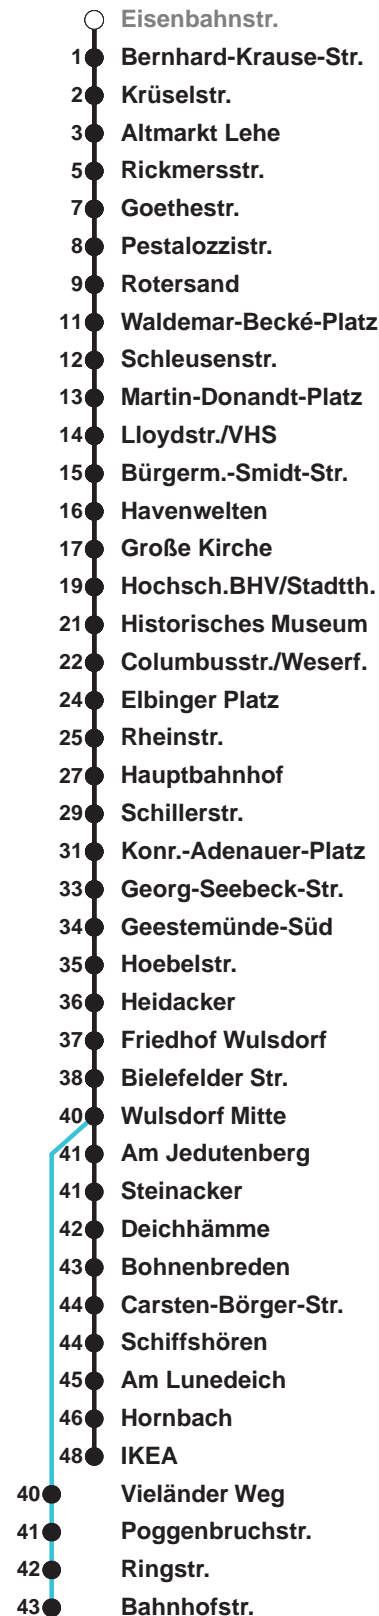 Eisenbahnstr.
1 Bernhard-Krause-Str.
2 Krüselstr.
3 Altmarkt Lehe
5 Rickmersstr.
7 Goethestr.
8 Pestalozzistr.
9 Rotersand
11 Waldemar-Becké-Platz
12 Schleusenstr.
13 Martin-Donandt-Platz
14 Lloydstr./VHS
15 Bürgerm.-Smidt-Str.
16 Havenwelten
17 Große Kirche
19 Hochsch.BHV/Stadtth.
21 Historisches Museum
22 Columbusstr./Weserf.
24 Elbinger Platz
25 Rheinstr.
27 Hauptbahnhof
29 Schillerstr.
31 Konr.-Adenauer-Platz
33 Georg-Seebeck-Str.
34 Geestemünde-Süd
35 Hoebelstr.
36 Heidacker
37 Friedhof Wulsdorf
38 Bielefelder Str.
40 Wulsdorf Mitte
41 Am Jedutenberg
41 Steinacker
42 Deichhämme
43 Bohnenbreden
44 Carsten-Börger-Str.
44 Schiffshören
45 Am Lunedeich
46 Hornbach
48 IKEA
40 Vieländer Weg
41 Poggenbruchstr.
42 Ringstr.
43 Bahnhofstr.